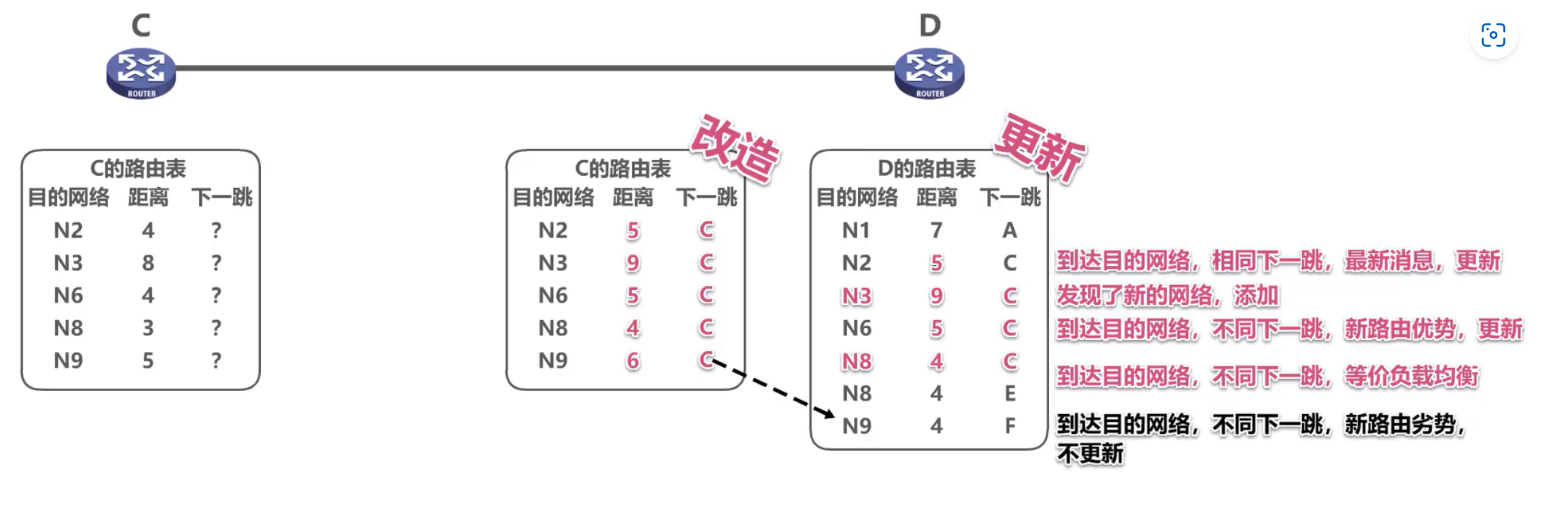 C
D
ROUTER
ROUTER
改造
更新
C的路由表
目的网络 距离 下一跳
N2 4 ?
N3 8 ?
N6 4 ?
N8 3 ?
N9 5 ?
C的路由表
目的网络 距离 下一跳
N2 5 C
N3 9 C
N6 5 C
N8 4 C
N9 6 C
D的路由表
目的网络 距离 下一跳
N1 7 A
N2 5 C
N3 9 C
N6 5 C
N8 4 C
N8 4 E
N9 4 F
到达目的网络，相同下一跳，最新消息，更新
发现了新的网络，添加
到达目的网络，不同下一跳，新路由优势，更新
到达目的网络，不同下一跳，等价负载均衡
到达目的网络，不同下一跳，新路由劣势，
不更新